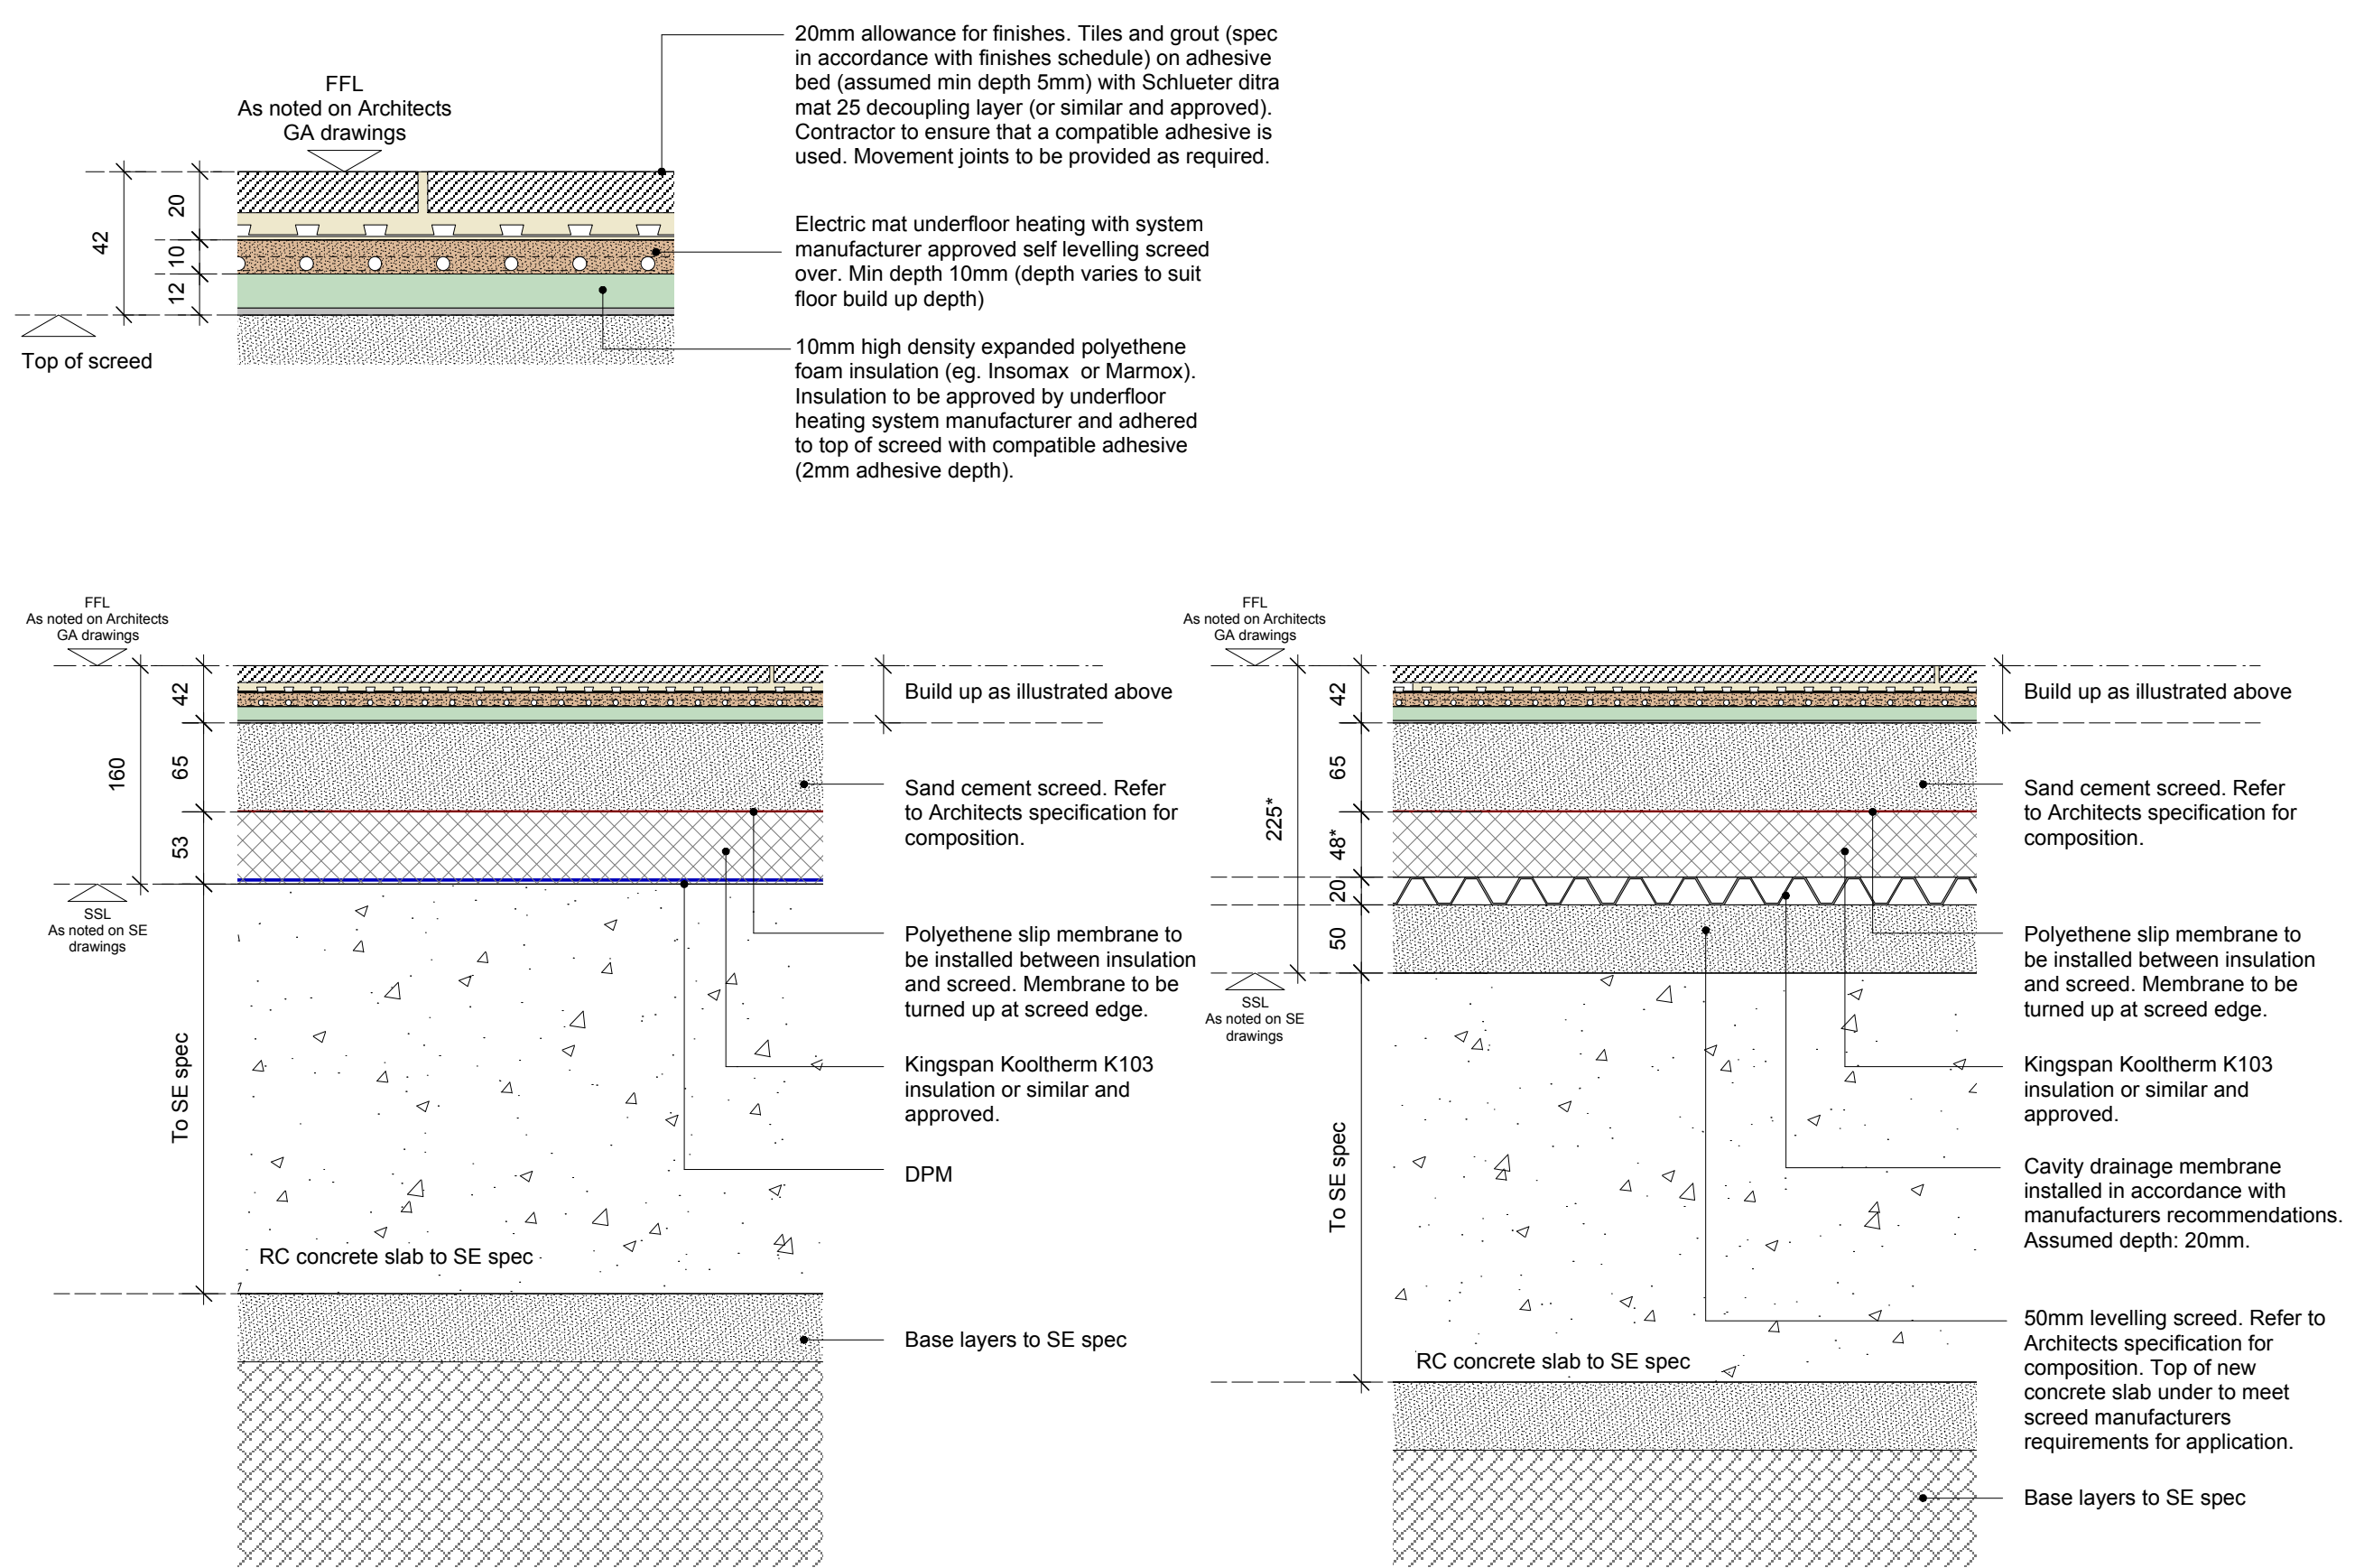 20mm allowance for finishes. Tiles and grout (spec
in accordance with finishes schedule) on adhesive
bed (assumed min depth 5mm) with Schlueter ditra
mat 25 decoupling layer (or similar and approved).
Contractor to ensure that a compatible adhesive is
used. Movement joints to be provided as required.
FFL
As noted on Architects
GA drawings
42
20
10
12
Top of screed
Electric mat underfloor heating with system
manufacturer approved self levelling screed
over. Min depth 10mm (depth varies to suit
floor build up depth)
10mm high density expanded polyethene
foam insulation (eg. Insomax or Marmox).
Insulation to be approved by underfloor
heating system manufacturer and adhered
to top of screed with compatible adhesive
(2mm adhesive depth).
FFL
As noted on Architects
GA drawings
160
42
65
53
SSL
As noted on SE
drawings
To SE spec
Build up as illustrated above
Sand cement screed. Refer
to Architects specification for
composition.
Polyethene slip membrane to
be installed between insulation
and screed. Membrane to be
turned up at screed edge.
Kingspan Kooltherm K103
insulation or similar and
approved.
DPM
RC concrete slab to SE spec
Base layers to SE spec
FFL
As noted on Architects
GA drawings
225*
42
65
48*
20
50
SSL
As noted on SE
drawings
To SE spec
Build up as illustrated above
Sand cement screed. Refer
to Architects specification for
composition.
Polyethene slip membrane to
be installed between insulation
and screed. Membrane to be
turned up at screed edge.
Kingspan Kooltherm K103
insulation or similar and
approved.
Cavity drainage membrane
installed in accordance with
manufacturers recommendations.
Assumed depth: 20mm.
50mm levelling screed. Refer to
Architects specification for
composition. Top of new
concrete slab under to meet
screed manufacturers
requirements for application.
RC concrete slab to SE spec
Base layers to SE spec